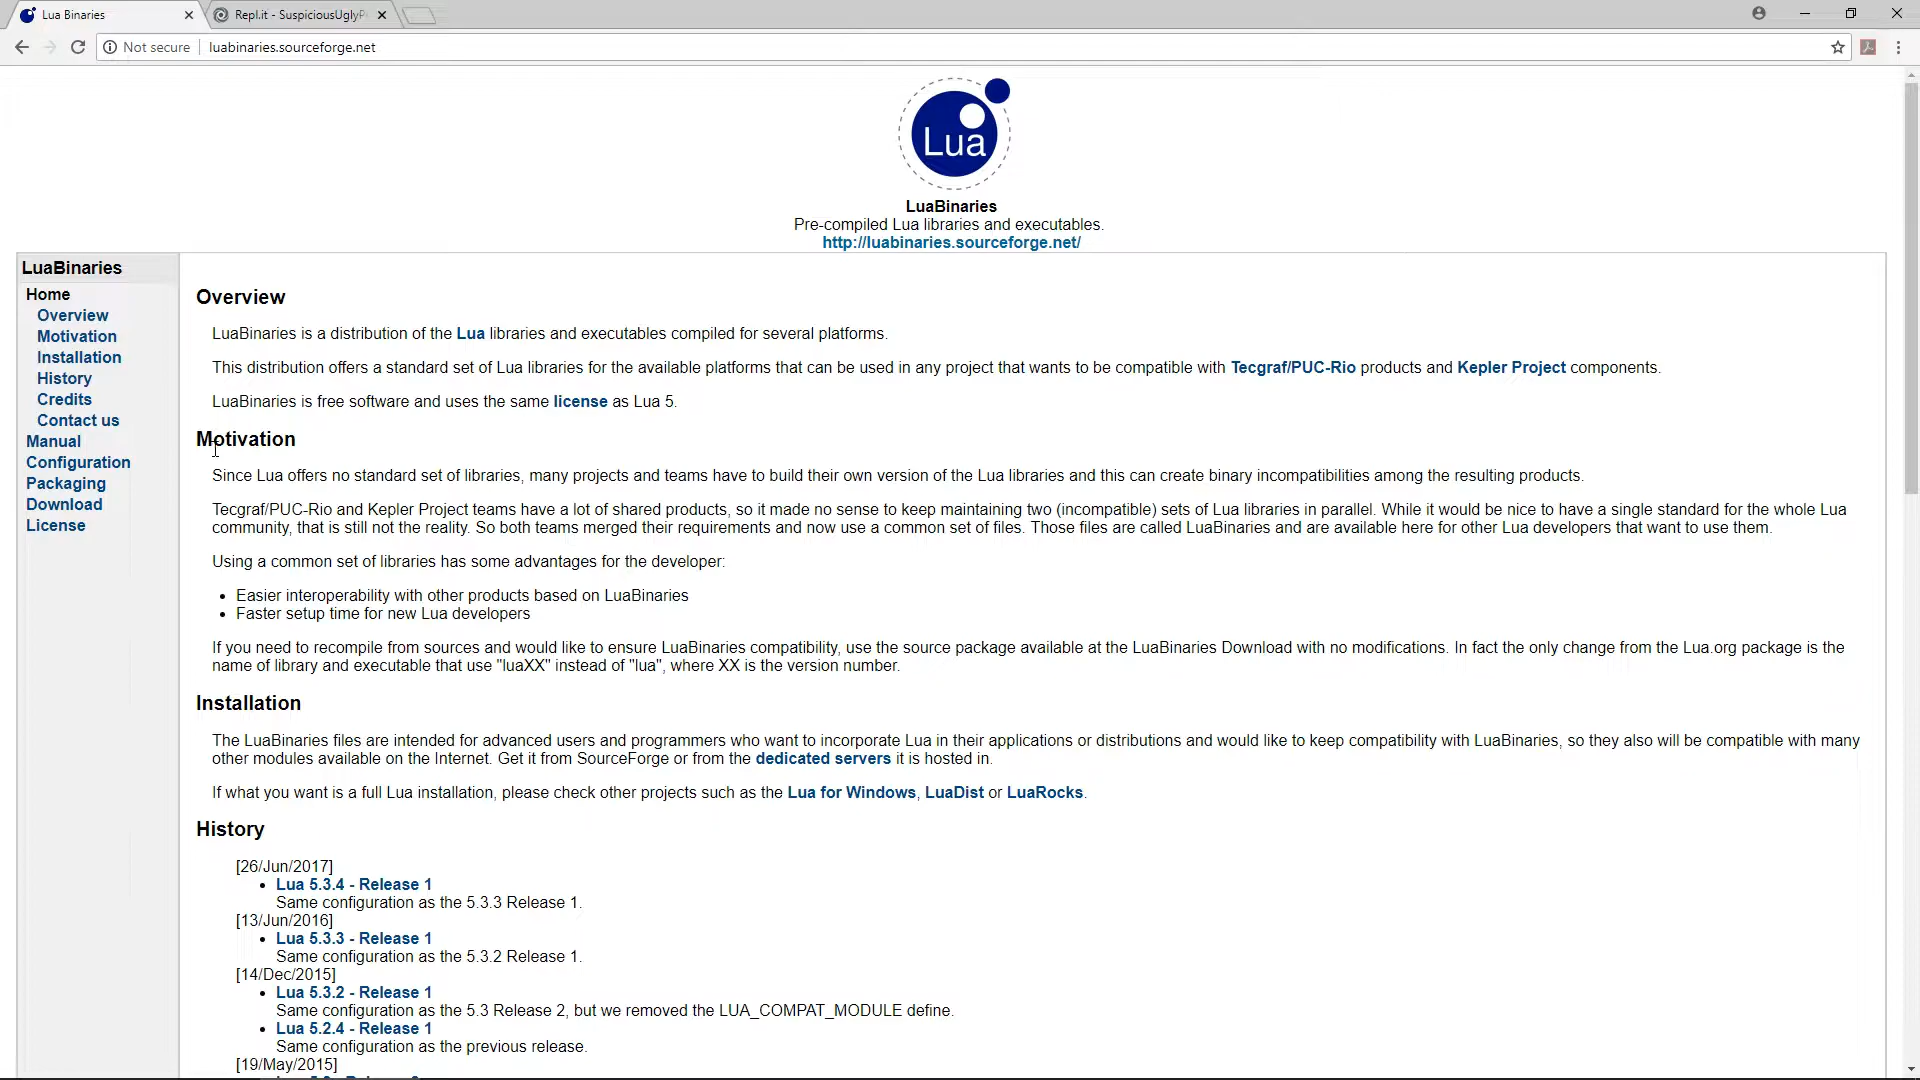 Lua Binaries
Repl.it - SuspiciousUglyP
Not secure
luabinaries.sourceforge.net
Lua
LuaBinaries
Pre-compiled Lua libraries and executables.
http://luabinaries.sourceforge.net/
LuaBinaries
Home
Overview
Motivation
Installation
History
Credits
Contact us
Manual
Configuration
Packaging
Download
License
Overview
LuaBinaries is a distribution of the Lua libraries and executables compiled for several platforms.
This distribution offers a standard set of Lua libraries for the available platforms that can be used in any project that wants to be compatible with Tecgraf/PUC-Rio products and Kepler Project components.
LuaBinaries is free software and uses the same license as Lua 5.
Motivation
Since Lua offers no standard set of libraries, many projects and teams have to build their own version of the Lua libraries and this can create binary incompatibilities among the resulting products.
Tecgraf/PUC-Rio and Kepler Project teams have a lot of shared products, so it made no sense to keep maintaining two (incompatible) sets of Lua libraries in parallel. While it would be nice to have a single standard for the whole Lua
community, that is still not the reality. So both teams merged their requirements and now use a common set of files. Those files are called LuaBinaries and are available here for other Lua developers that want to use them.
Using a common set of libraries has some advantages for the developer:
• Easier interoperability with other products based on LuaBinaries
• Faster setup time for new Lua developers
If you need to recompile from sources and would like to ensure LuaBinaries compatibility, use the source package available at the LuaBinaries Download with no modifications. In fact the only change from the Lua.org package is the
name of library and executable that use "luaXX" instead of "lua", where XX is the version number.
Installation
The LuaBinaries files are intended for advanced users and programmers who want to incorporate Lua in their applications or distributions and would like to keep compatibility with LuaBinaries, so they also will be compatible with many
other modules available on the Internet. Get it from SourceForge or from the dedicated servers it is hosted in.
If what you want is a full Lua installation, please check other projects such as the Lua for Windows, LuaDist or LuaRocks.
History
[26/Jun/2017]
• Lua 5.3.4 - Release 1
Same configuration as the 5.3.3 Release 1.
[13/Jun/2016]
• Lua 5.3.3 - Release 1
Same configuration as the 5.3.2 Release 1.
[14/Dec/2015]
• Lua 5.3.2 - Release 1
Same configuration as the 5.3 Release 2, but we removed the LUA_COMPAT_MODULE define.
• Lua 5.2.4 - Release 1
Same configuration as the previous release.
[19/May/2015]